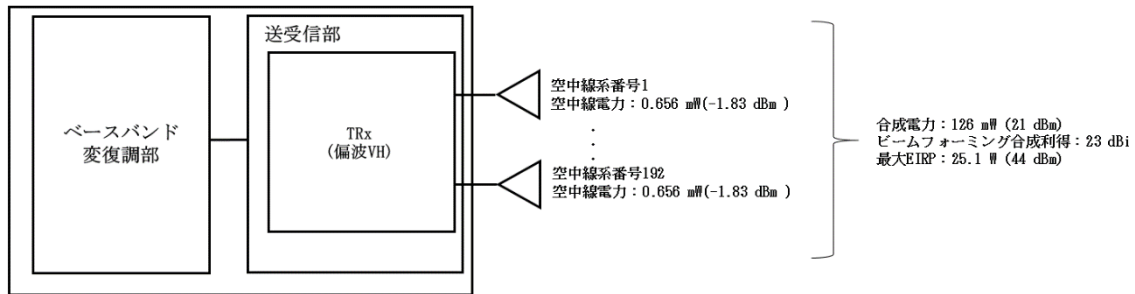 送受信部
ベースバンド
変復調部
TRx
(偏波VH)
空中線系番号1
空中線電力：0.656 mW(-1.83 dBm )
.
.
.
空中線系番号192
空中線電力：0.656 mW(-1.83 dBm )
合成電力：126 mW (21 dBm)
ビームフォーミング合成利得：23 dBi
最大EIRP：25.1 W (44 dBm)